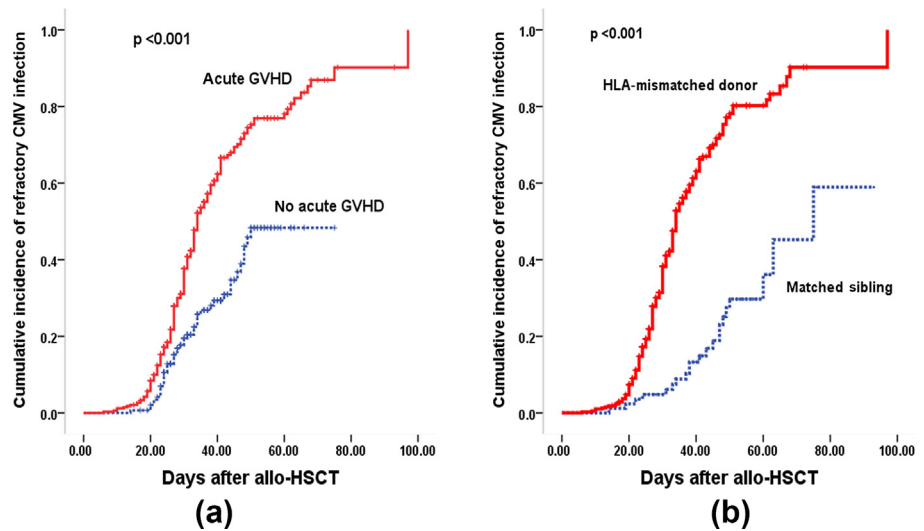 p <0.001
Acute GVHD
No acute GVHD
Cumulative incidence of refractory CMV infection
1.0
0.8
0.6
0.4
0.2
0.0
.00
20.00
40.00
60.00
80.00
100.00
Days after allo-HSCT
(a)
p <0.001
HLA-mismatched donor
Matched sibling
Cumulative incidence of refractory CMV infection
1.0
0.8
0.6
0.4
0.2
0.0
.00
20.00
40.00
60.00
80.00
100.00
Days after allo-HSCT
(b)